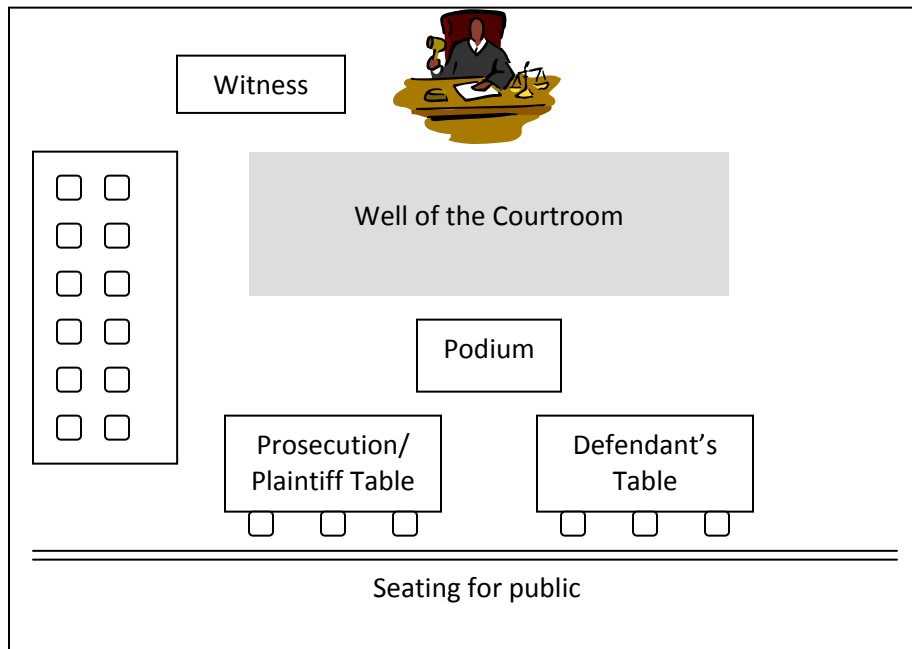 Witness
Well of the Courtroom
Podium
Prosecution/
Plaintiff Table
Defendant’s
Table
Seating for public